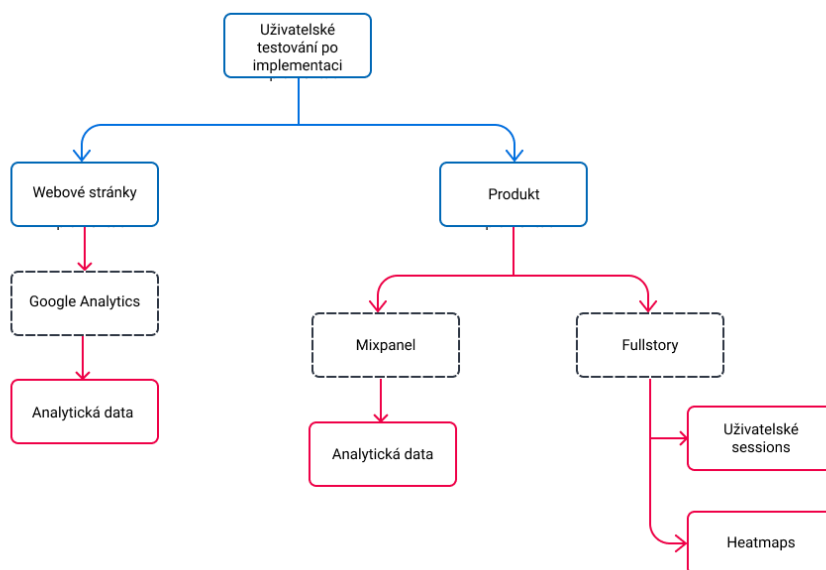 Uživatelské
testování po
implementaci
Webové stránky
Produkt
Google Analytics
Mixpanel
Fullstory
Analytická data
Analytická data
Uživatelské
sessions
Heatmaps